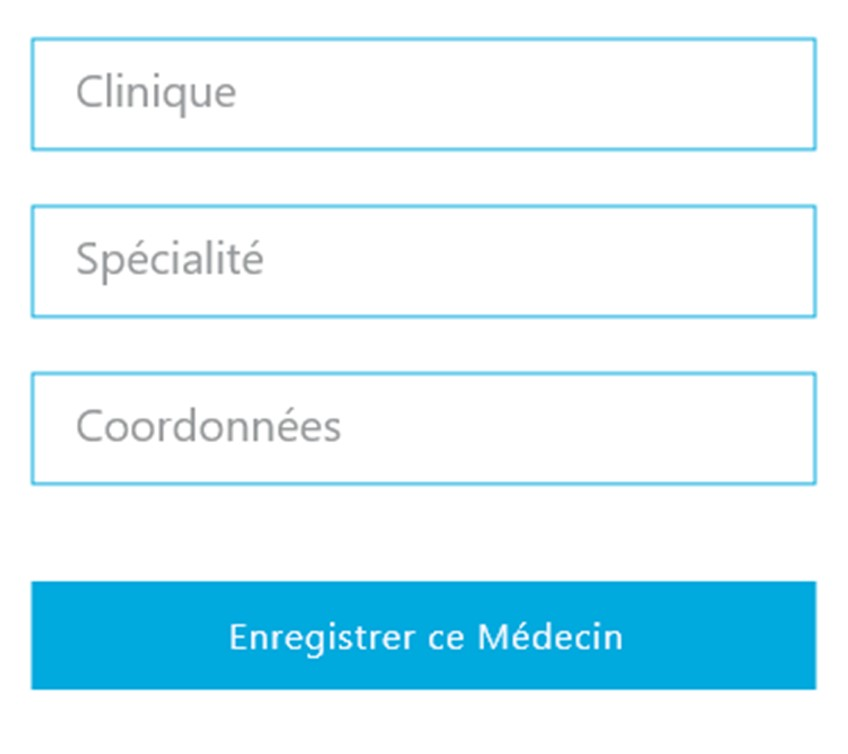 Clinique
Spécialité
Coordonnées
Enregistrer ce Médecin